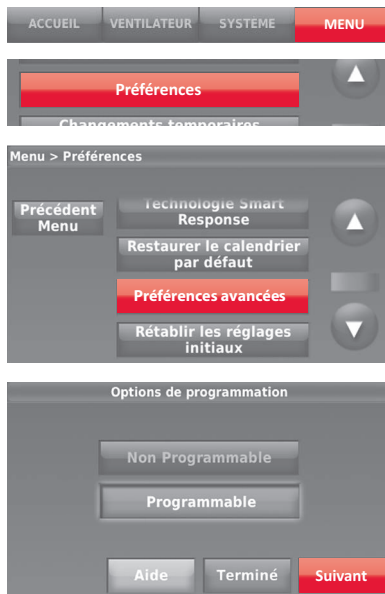 ACCUEIL VENTILATEUR SYSTEME MENU
Préférences
Changements temporaires
Menu > Préférences
Précédent
Menu
Technologie Smart
Response
Restaurer le calendrier
par défaut
Préférences avancées
Rétablir les réglages
initiaux
Options de programmation
Non Programmable
Programmable
Aide Terminé Suivant